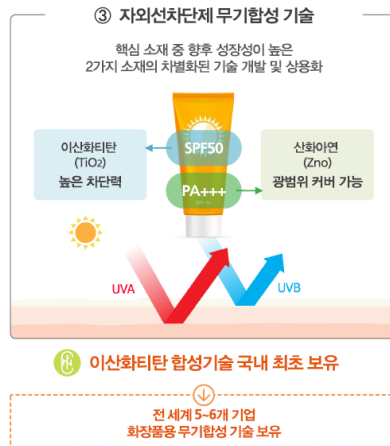 ③ 자외선차단제 무기합성 기술
핵심 소재 중 향후 성장성이 높은
2가지 소재의 차별화된 기술 개발 및 상용화
이산화티탄
(TiO2)
높은 차단력
SPF50
PA+++
산화아연
(Zno)
광범위 커버 가능
UVA
UVB
이산화티탄 합성기술 국내 최초 보유
전 세계 5~6개 기업
화장품용 무기합성 기술 보유